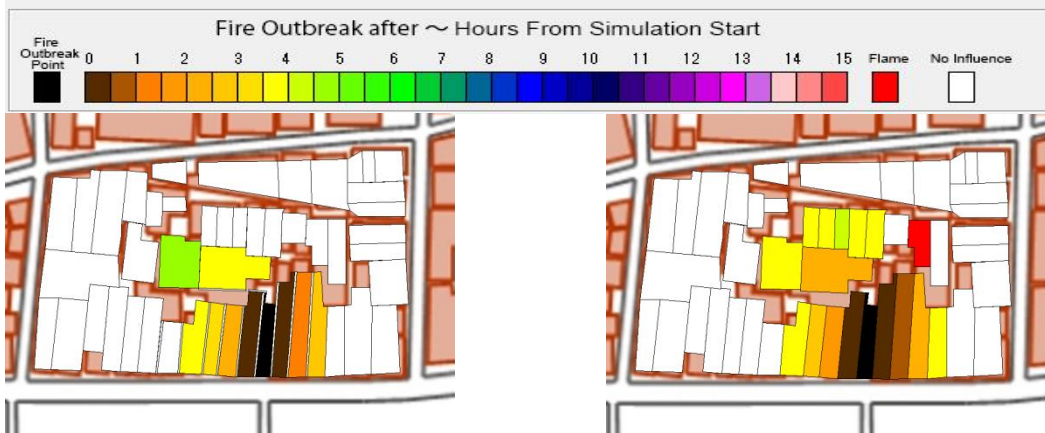 Fire Outbreak after ～ Hours From Simulation Start
Fire
Outbreak
Point
0 1 2 3 4 5 6 7 8 9 10 11 12 13 14 15
Flame
No Influence